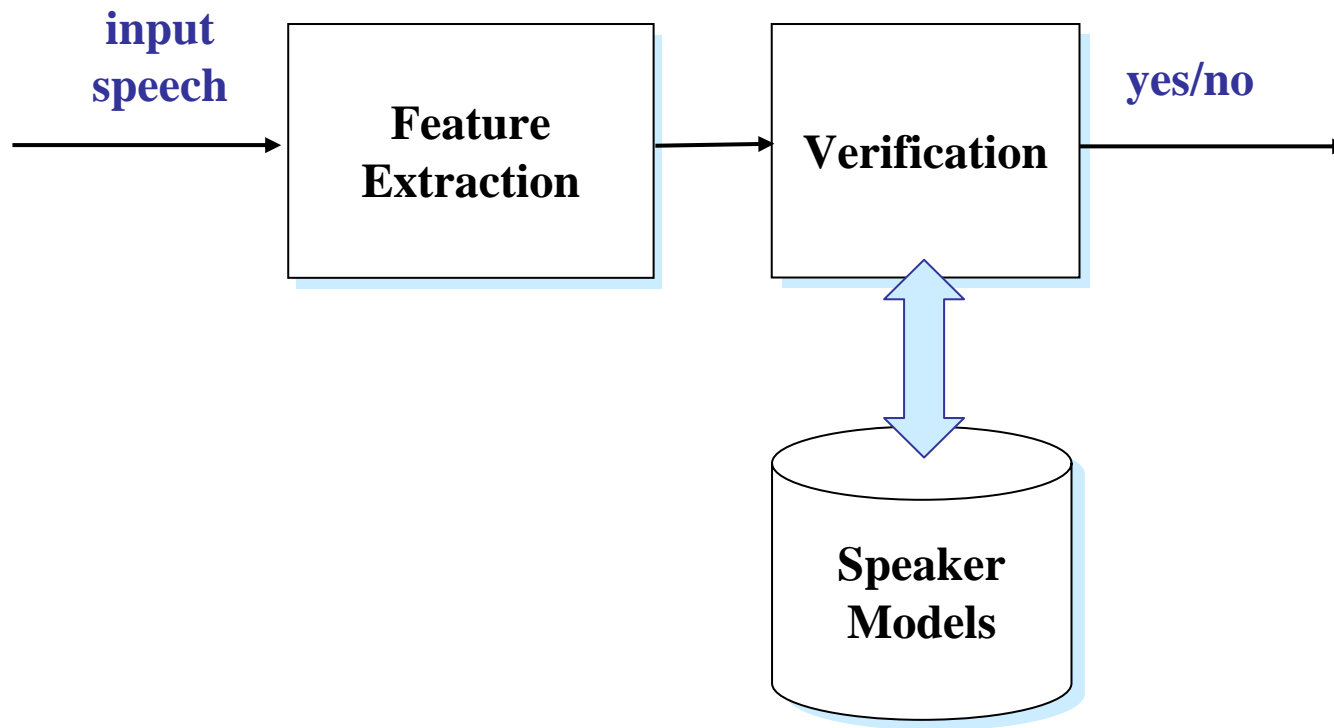 input
speech
Feature
Extraction
Verification
yes/no
Speaker
Models